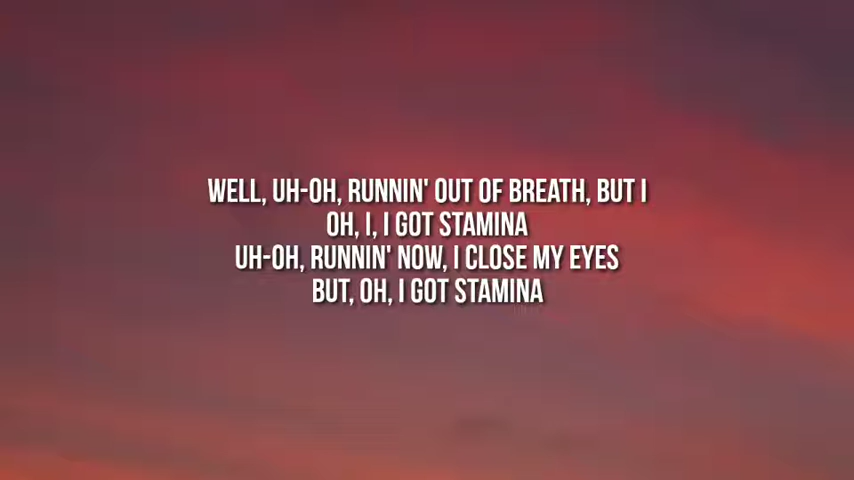 WELL, UH-OH, RUNNIN' OUT OF BREATH, BUT I
OH, I, I GOT STAMINA
UH-OH, RUNNIN' NOW, I CLOSE MY EYES
BUT, OH, I GOT STAMINA